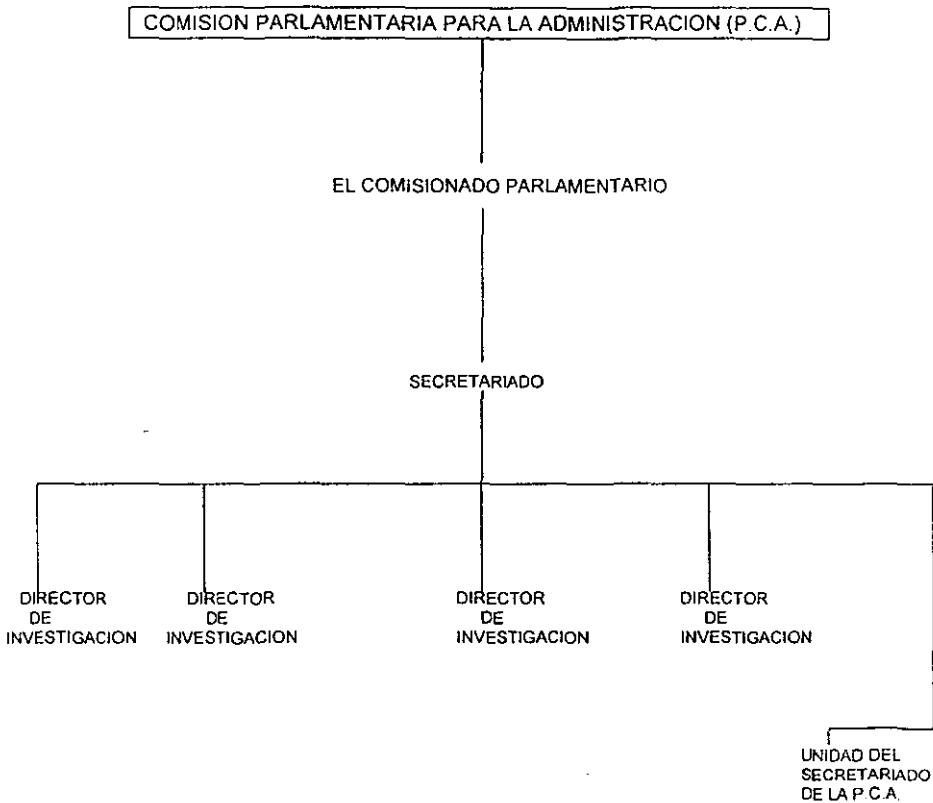 COMISION PARLAMENTARIA PARA LA ADMINISTRACION (P.C.A.)
EL COMISIONADO PARLAMENTARIO
SECRETARIADO
DIRECTOR
DE
INVESTIGACION
DIRECTOR
DE
INVESTIGACION
DIRECTOR
DE
INVESTIGACION
DIRECTOR
DE
INVESTIGACION
UNIDAD DEL
SECRETARIADO
DE LA P.C.A.